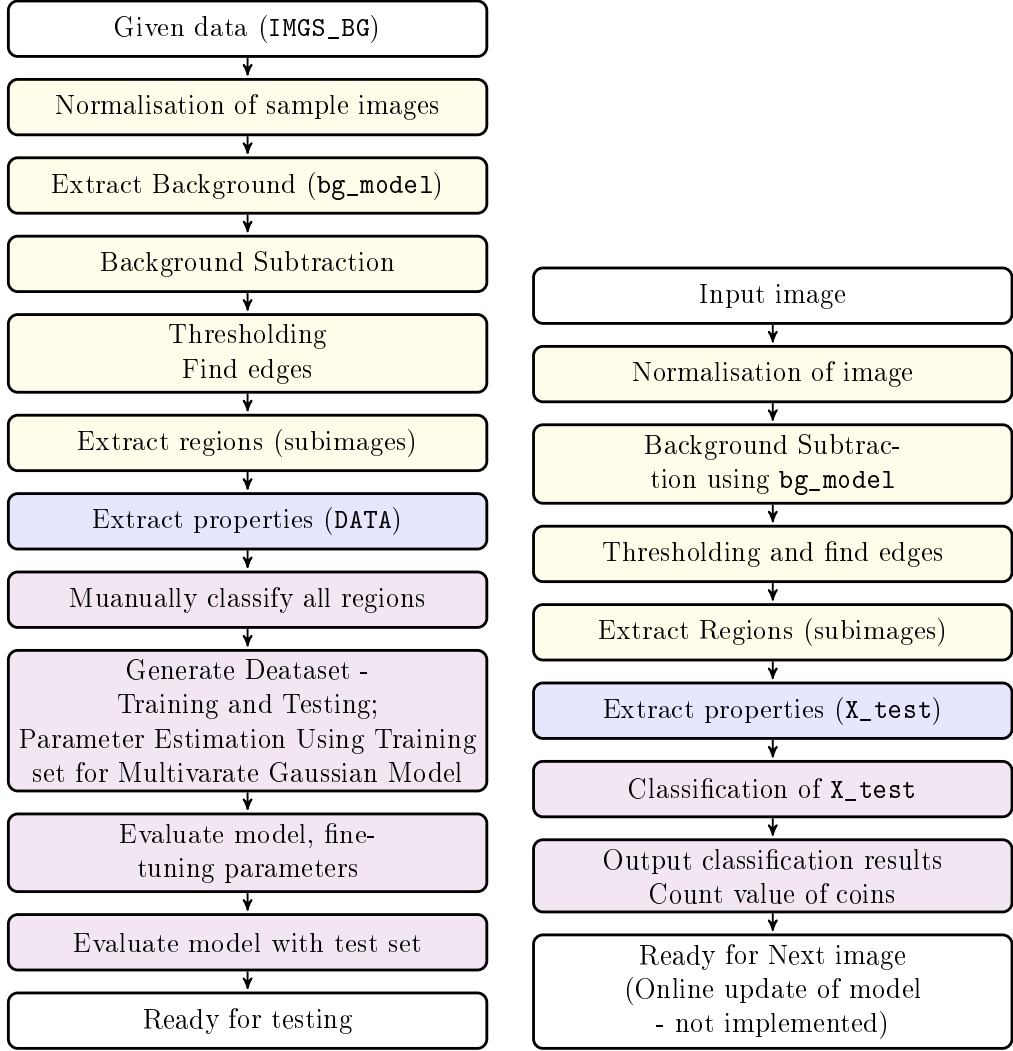 Given data (IMGS_BG)
Normalisation of sample images
Extract Background (bg_model)
Background Subtraction
Thresholding
Find edges
Extract regions (subimages)
Extract properties (DATA)
Muanually classify all regions
Generate Deataset -
Training and Testing;
Parameter Estimation Using Training
set for Multivarate Gaussian Model
Evaluate model, fine-
tuning parameters
Evaluate model with test set
Ready for testing
Input image
Normalisation of image
Background Subtrac-
tion using bg_model
Thresholding and find edges
Extract Regions (subimages)
Extract properties (X_test)
Classification of X_test
Output classification results
Count value of coins
Ready for Next image
(Online update of model
- not implemented)